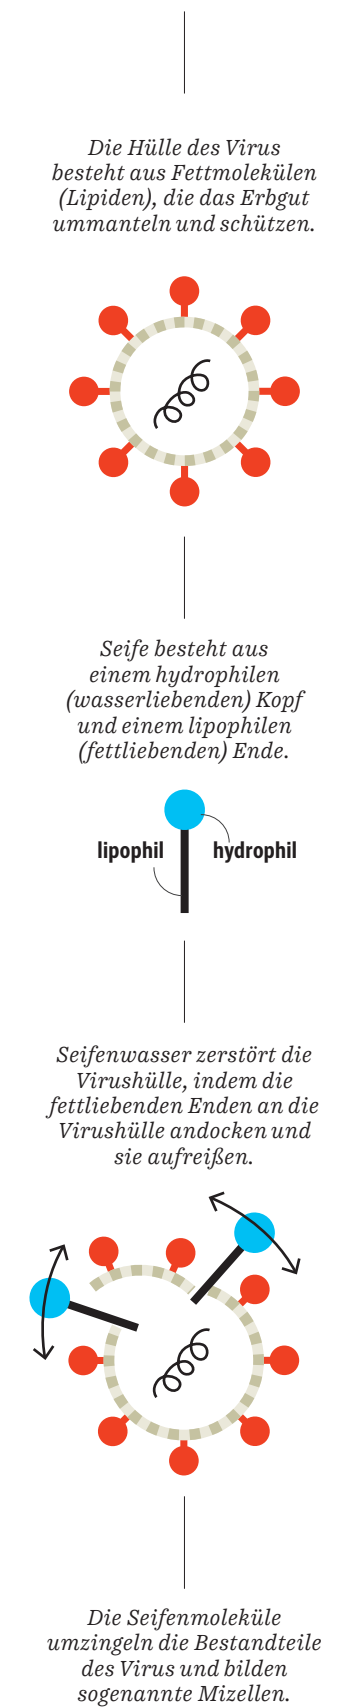 Die Hülle des Virus
besteht aus Fettmolekülen
(Lipiden), die das Erbgut
ummanteln und schützen.
Seife besteht aus
einem hydrophilen
(wasserliebenden) Kopf
und einem lipophilen
(fettliebenden) Ende.
lipophil hydrophil
Seifenwasser zerstört die
Virushülle, indem die
fettliebenden Enden an die
Virushülle andocken und
sie aufreißen.
Die Seifenmoleküle
umzingeln die Bestandteile
des Virus und bilden
sogenannte Mizellen.